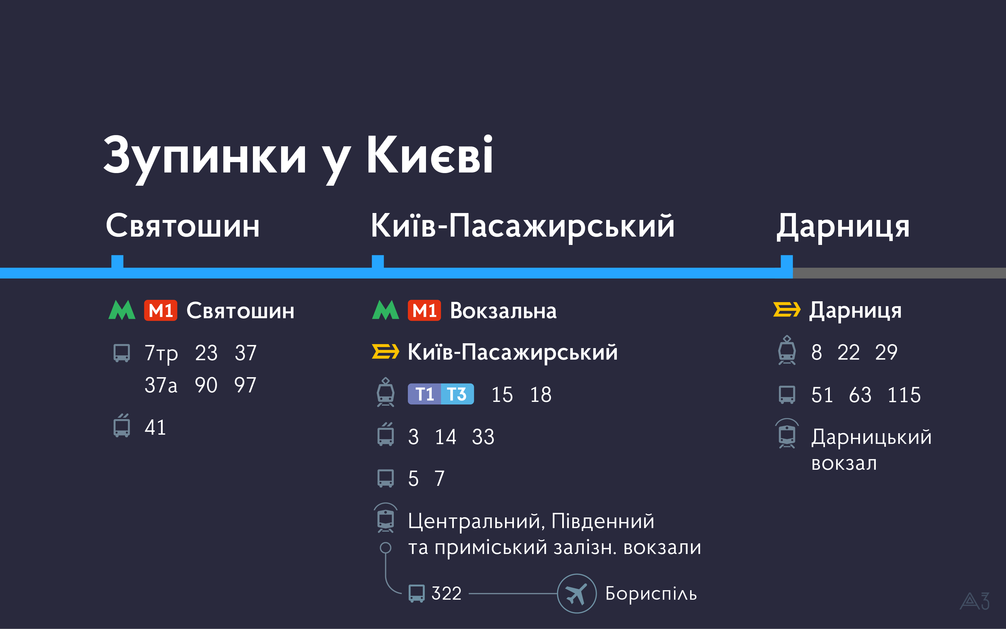 Зупинки у Києві
Святошин
Київ-Пасажирський
Дарниця
M1 Святошин
7тр 23 37
37а 90 97
41
M1 Вокзальна
Київ-Пасажирський
T1 T3 15 18
3 14 33
5 7
Центральний, Південний
та приміський залізн. вокзали
322
Бориспіль
Дарниця
8 22 29
51 63 115
Дарницький
вокзал
A3